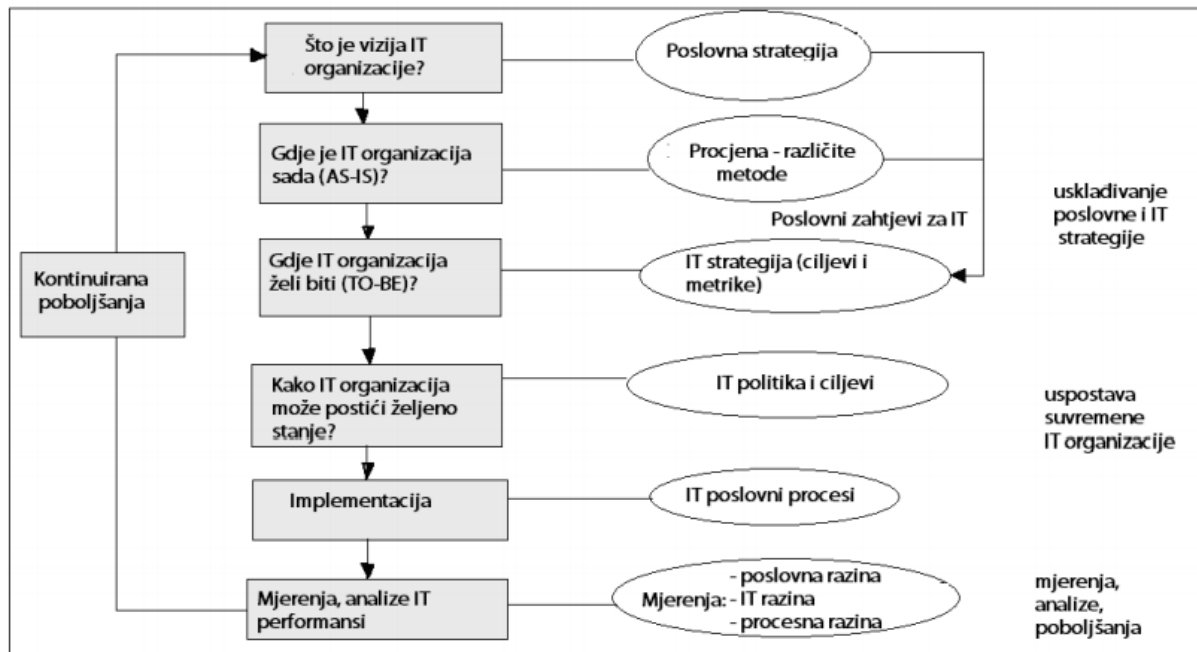 Što je vizija IT
organizacije?
Poslovna strategija
Gdje je IT organizacija
sada (AS-IS)?
Procjena - različite
metode
Poslovni zahtjevi za IT
usklađivanje
poslovne i IT
strategije
Kontinuirana
poboljšanja
Gdje IT organizacija
želi biti (TO-BE)?
IT strategija (ciljevi i
metrike)
Kako IT organizacija
može postići željeno
stanje?
IT politika i ciljevi
uspostava
suvremene
IT organizacije
Implementacija
IT poslovni procesi
Mjerenja, analize IT
performansi
- poslovna razina
Mjerenja: - IT razina
- procesna razina
mjerenja,
analize,
poboljšanja